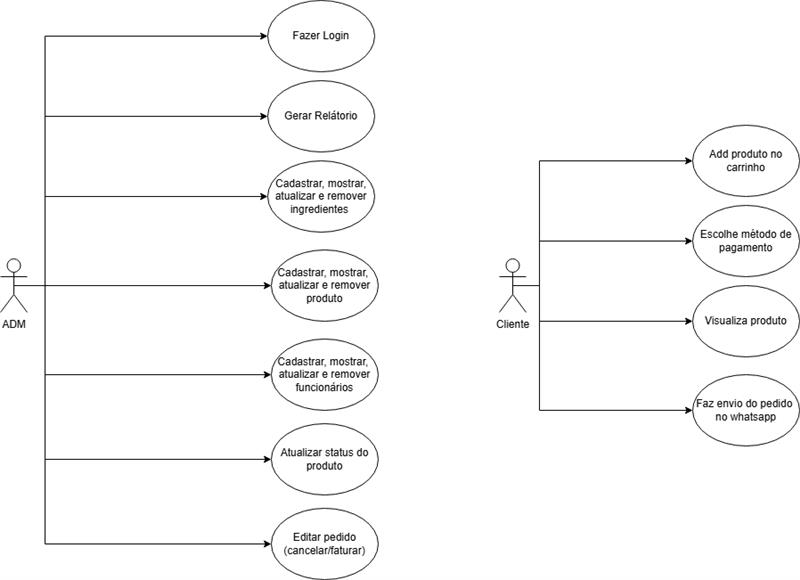 Fazer Login
Gerar Relátorio
Cadastrar, mostrar,
atualizar e remover
ingredientes
Cadastrar, mostrar,
atualizar e remover
produto
ADM
Cadastrar, mostrar,
atualizar e remover
funcionários
Atualizar status do
produto
Editar pedido
(cancelar/faturar)
Add produto no
carrinho
Escolhe método de
pagamento
Cliente
Visualiza produto
Faz envio do pedido
no whatsapp